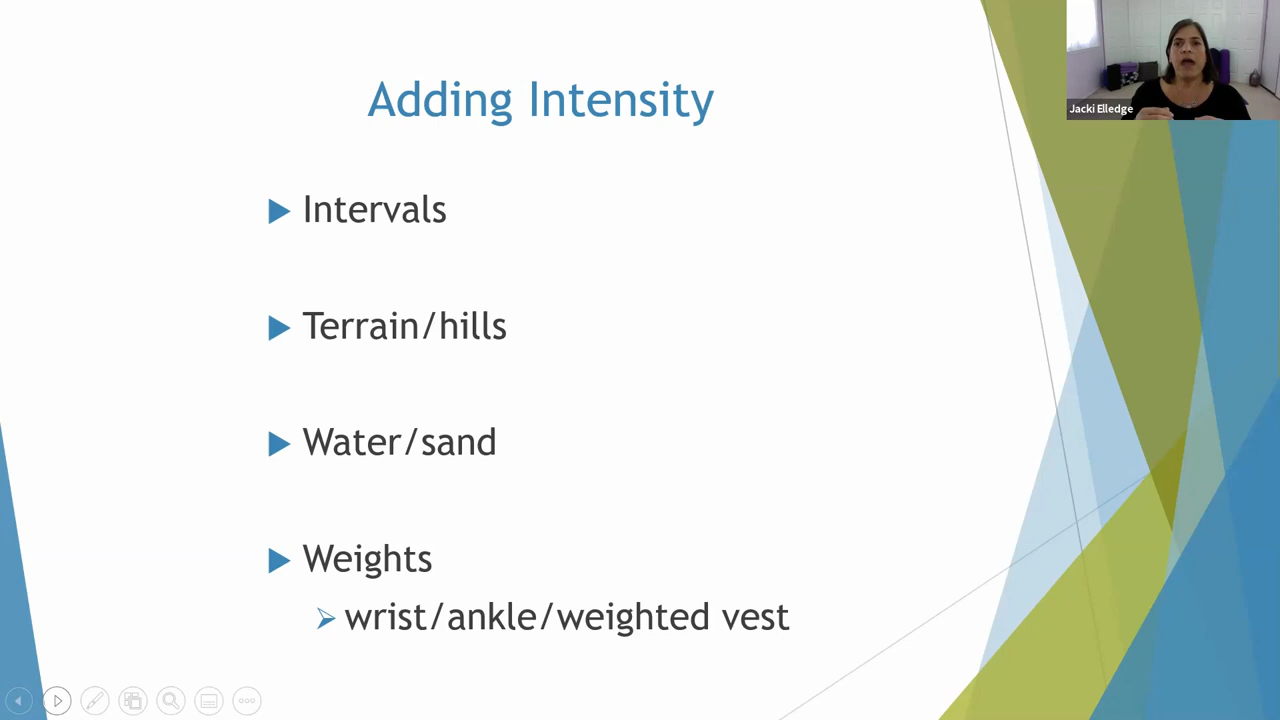 Adding Intensity
Jacki Elledge
Intervals
Terrain/hills
Water/sand
Weights
wrist/ankle/weighted vest